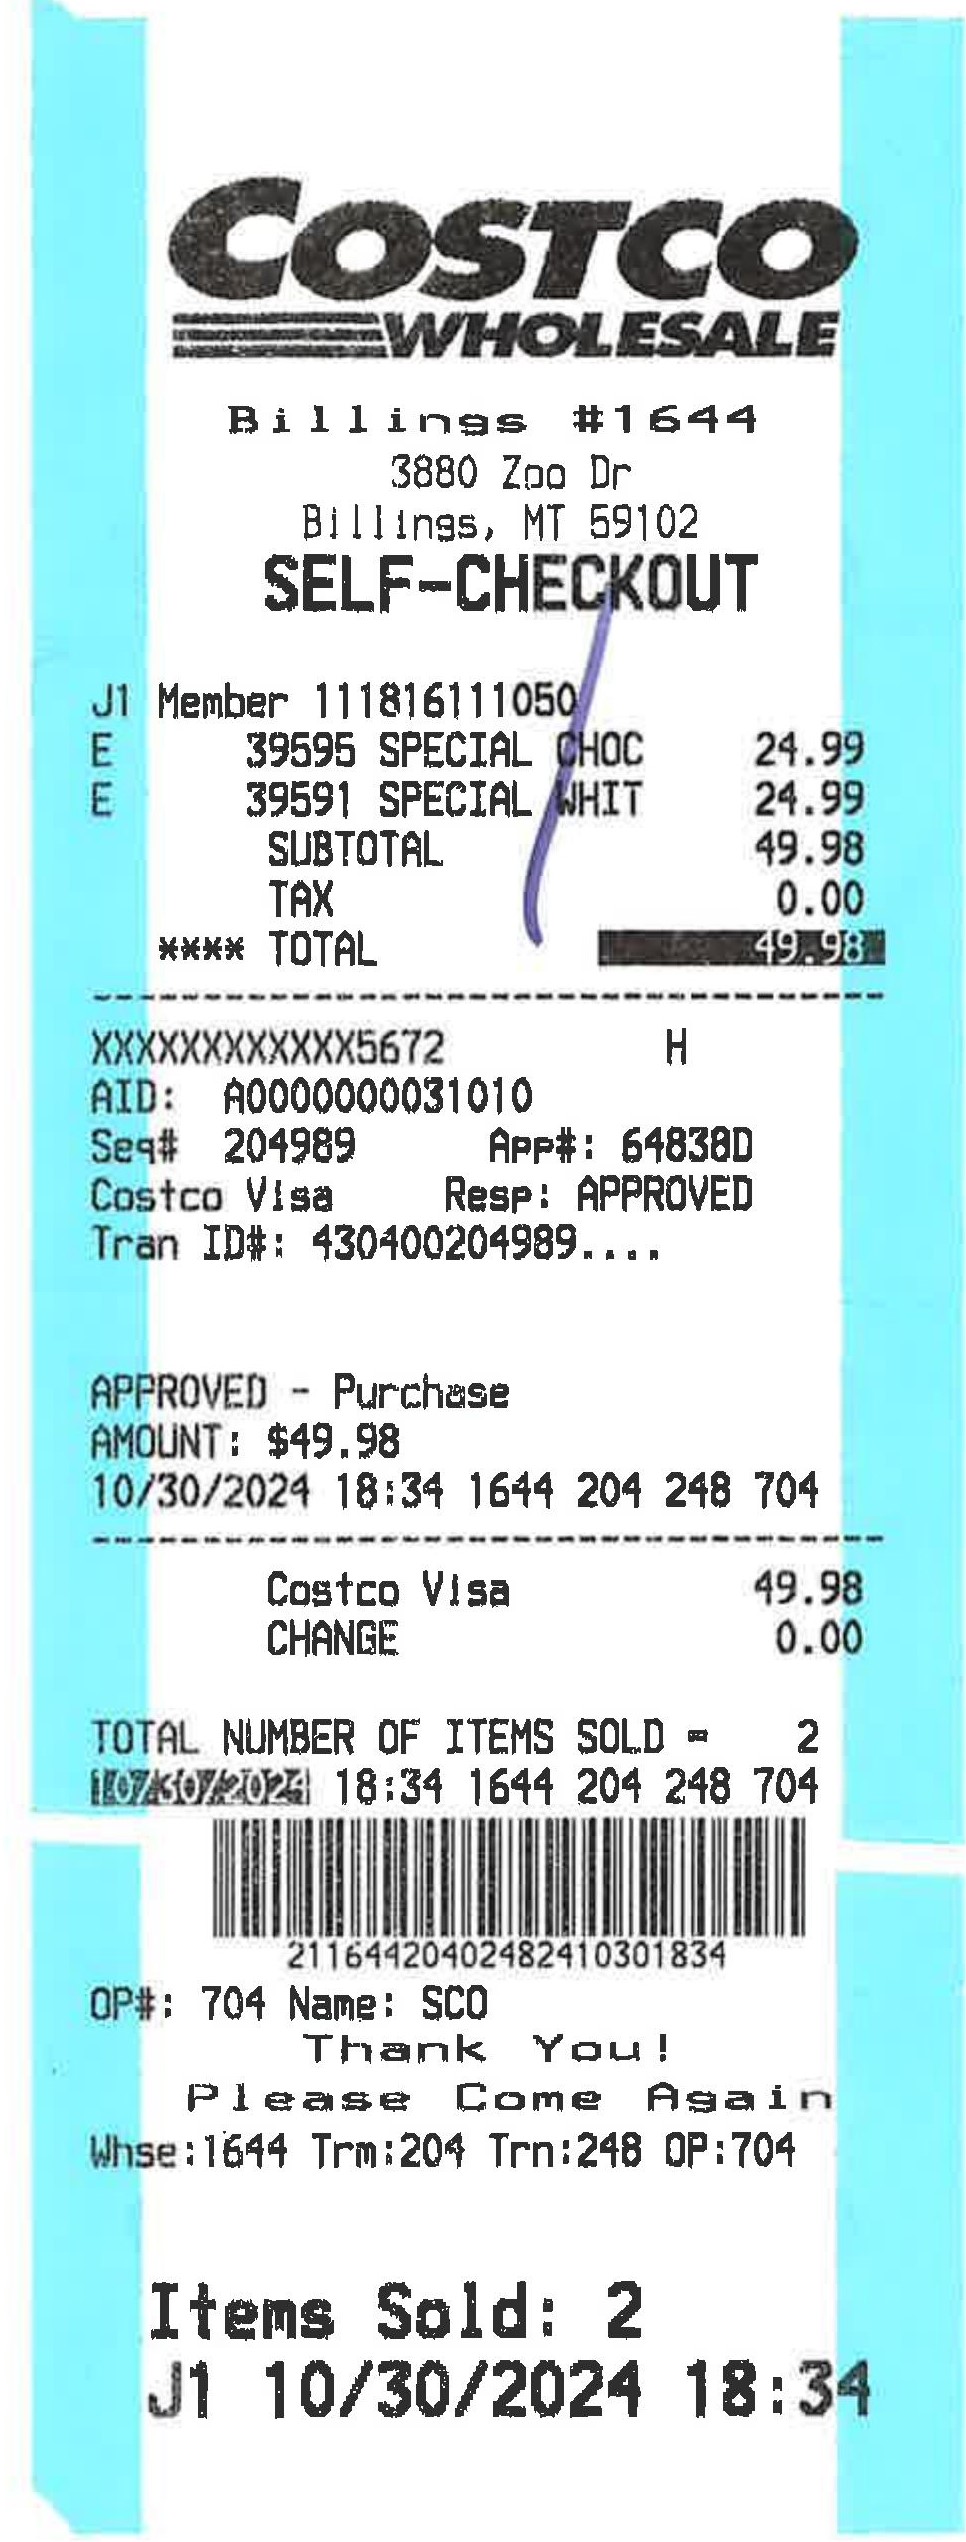 COSTCO
WHOLESALE
Billings #1644
3880 Zoo Dr
Billings, MT 59102
SELF-CHECKOUT
J1 Member 111816111050
E 39595 SPECIAL CHOC 24.99
E 39591 SPECIAL WHIT 24.99
SUBTOTAL 49.98
TAX 0.00
**** TOTAL 49.98
XXXXXXXXXXXX5672 H
AID: A0000000031010
Seq# 204989 App#: 64838D
Costco Visa Resp: APPROVED
Tran ID#: 430400204989....
APPROVED - Purchase
AMOUNT: $49.98
10/30/2024 18:34 1644 204 248 704
Costco Visa 49.98
CHANGE 0.00
TOTAL NUMBER OF ITEMS SOLD = 2
10/30/2024 18:34 1644 204 248 704
21164420402482410301834
OP#: 704 Name: SCO
Thank You!
Please Come Again
Whse:1644 Trm:204 Trn:248 OP:704
Items Sold: 2
J1 10/30/2024 18:34